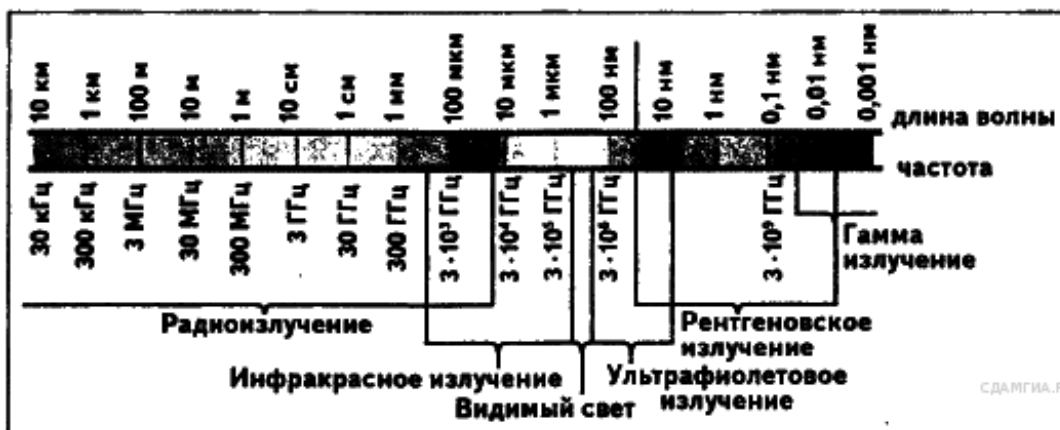 10 км 1 км 100 м 10 м 1 м 10 см 1 см 1 мм 100 мкм 10 мкм 1 мкм 100 нм 10 нм 1 нм 0,1 нм 0,01 нм 0,001 нм
длина волны
частота
30 кГц 300 кГц 3 МГц 30 МГц 300 МГц 3 ГГц 30 ГГц 300 ГГц 3 · 10³ ГГц 3 · 10⁴ ГГц 3 · 10⁵ ГГц 3 · 10⁶ ГГц 3 · 10⁹ ГГц
Гамма
излучение
Радиоизлучение
Рентгеновское
излучение
Инфракрасное излучение
Ультрафиолетовое
излучение
Видимый свет